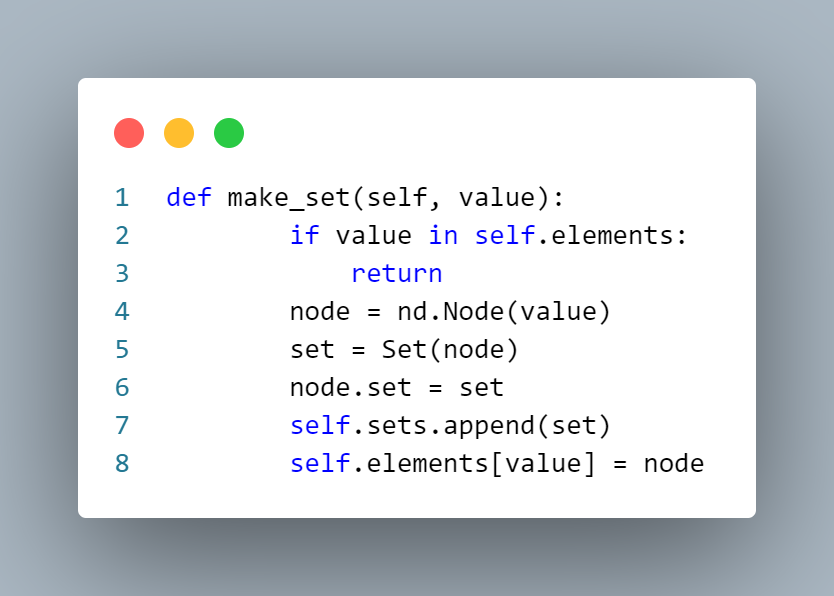 1 def make_set(self, value):
2         if value in self.elements:
3             return
4         node = nd.Node(value)
5         set = Set(node)
6         node.set = set
7         self.sets.append(set)
8         self.elements[value] = node